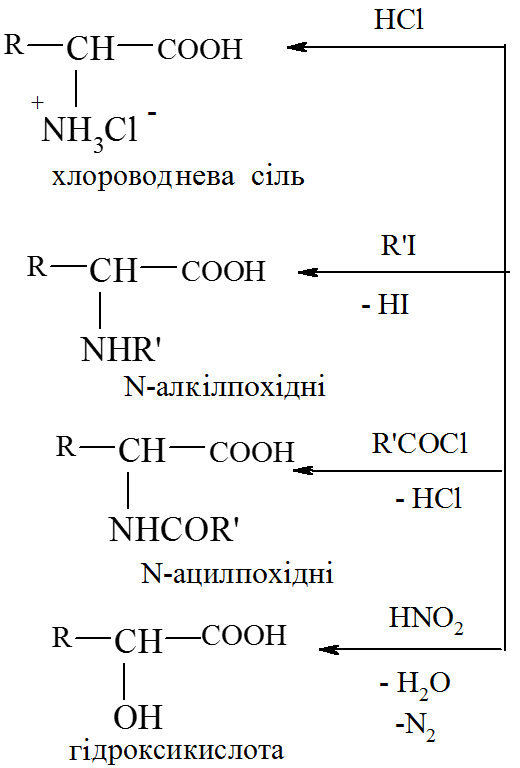 HCl
R—CH—COOH
+ -
NH₃Cl
хлороводнева сіль
R'I
R—CH—COOH
- HI
NHR'
N-алкілпохідні
R'COCl
R—CH—COOH
- HCl
NHCOR'
N-ацилпохідні
HNO₂
R—CH—COOH
- H₂O
OH
-N₂
гідроксикислота